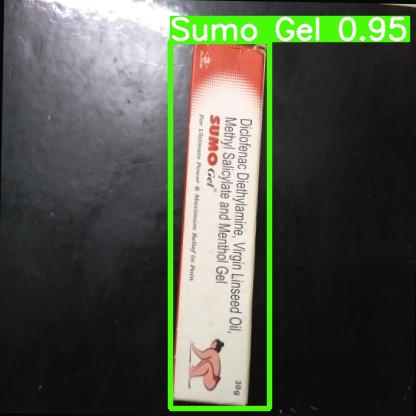 Sumo Gel 0.95
Diclofenac Diethylamine, Virgin Linseed Oil,
Methyl Salicylate and Menthol Gel
SUMO Gel®
For Ultimate Power & Maximum Relief in Pain
30g